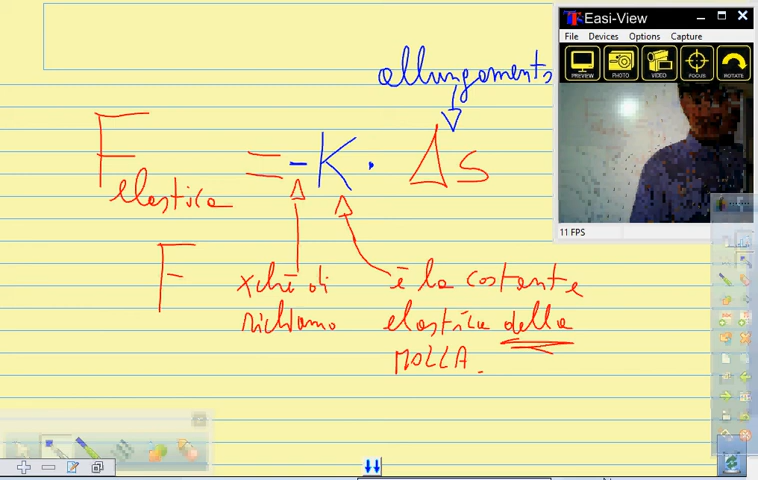 Easi-View
File Devices Options Capture
PREVIEW PHOTO VIDEO FOCUS ROTATE
allungamento
F elastica = -K · Δs
11 FPS
F
xchè di
richiamo
è la costante
elastica della
MOLLA.